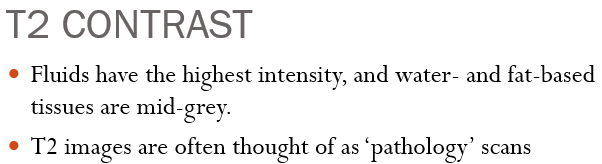 T2 CONTRAST
• Fluids have the highest intensity, and water- and fat-based
tissues are mid-grey.
• T2 images are often thought of as ‘pathology’ scans